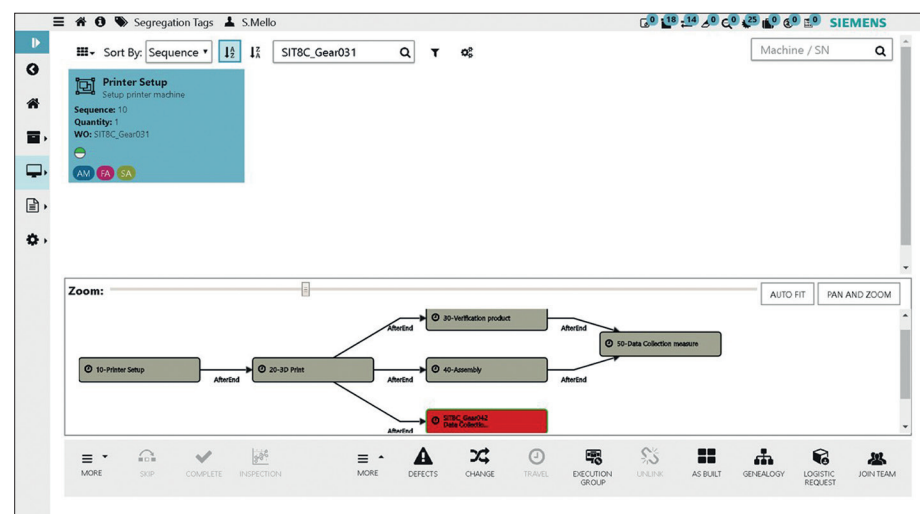 Segregation Tags S.Mello 0 18 14 0 0 25 0 0 0 SIEMENS
Sort By: Sequence SIT8C_Gear031 Machine / SN
Printer Setup
Setup printer machine
Sequence: 10
Quantity: 1
WO: SIT8C_Gear031
AM FA SA
Zoom: AUTO FIT PAN AND ZOOM
30-Verification product
AfterEnd AfterEnd
50-Data Collection measure
10-Printer Setup 20-3D Print 40-Assembly
AfterEnd AfterEnd AfterEnd
SIT8C_Gear042
Data Collectio...
AfterEnd
MORE SKIP COMPLETE INSPECTION MORE DEFECTS CHANGE TRAVEL EXECUTION GROUP UNLINK AS BUILT GENEALOGY LOGISTIC REQUEST JOIN TEAM